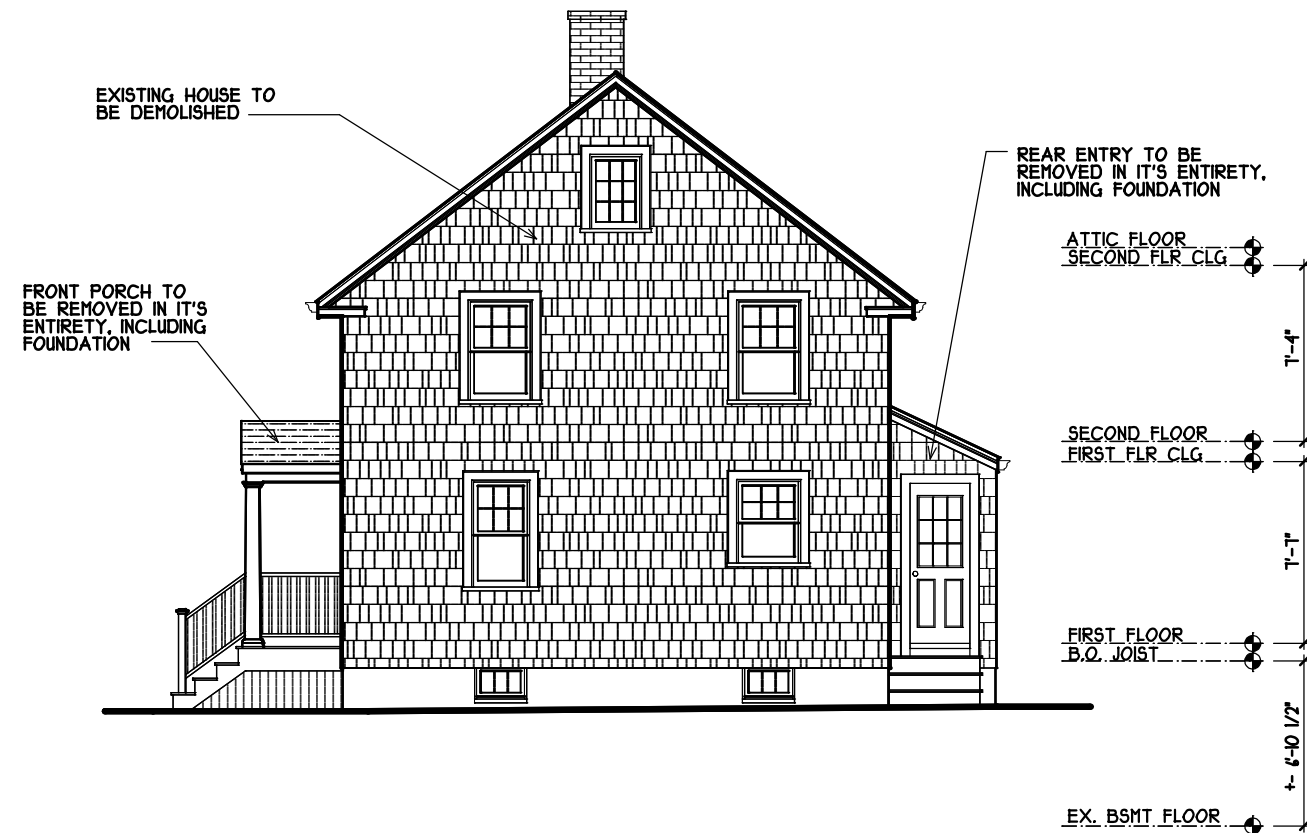 EXISTING HOUSE TO
BE DEMOLISHED
REAR ENTRY TO BE
REMOVED IN IT'S ENTIRETY,
INCLUDING FOUNDATION
ATTIC FLOOR
SECOND FLR CLG
FRONT PORCH TO
BE REMOVED IN IT'S
ENTIRETY, INCLUDING
FOUNDATION
7'-4"
SECOND FLOOR
FIRST FLR CLG
7'-7"
FIRST FLOOR
B.O. JOIST
+- 6'-10 1/2"
EX. BSMT FLOOR